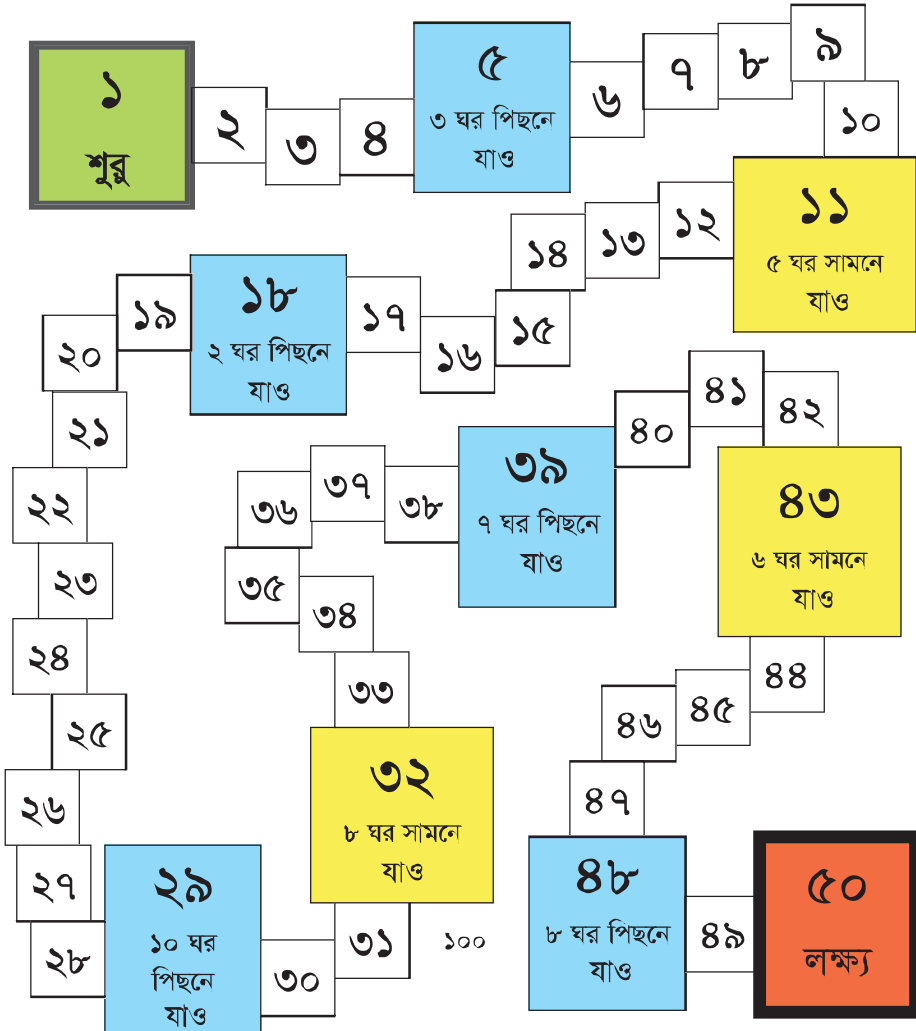 ১
শুরু
২
৩
৪
৫
৩ ঘর পিছনে
যাও
৬
৭
৮
৯
১০
১১
৫ ঘর সামনে
যাও
১২
১৩
১৪
১৫
১৬
১৭
১৮
২ ঘর পিছনে
যাও
১৯
২০
২১
২২
২৩
২৪
২৫
২৬
২৭
২৮
২৯
১০ ঘর
পিছনে
যাও
৩০
৩১
৩২
৮ ঘর সামনে
যাও
৩৩
৩৪
৩৫
৩৬
৩৭
৩৮
৩৯
৭ ঘর পিছনে
যাও
৪০
৪১
৪২
৪৩
৬ ঘর সামনে
যাও
৪৪
৪৫
৪৬
৪৭
৪৮
৮ ঘর পিছনে
যাও
৪৯
৫০
লক্ষ্য
১০০